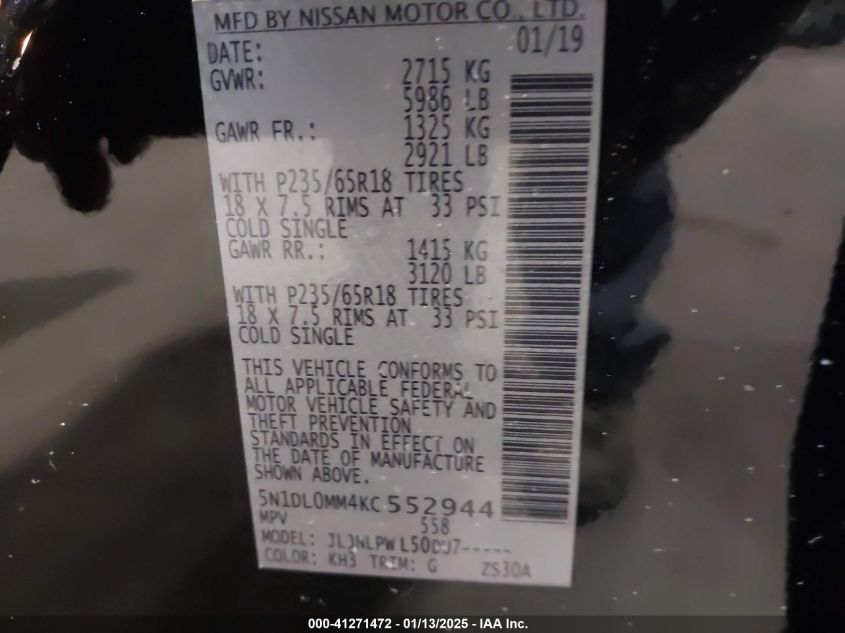 MFD BY NISSAN MOTOR CO., LTD.
DATE: 01/19
GVWR: 2715 KG
5986 LB
GAWR FR.: 1325 KG
2921 LB
WITH P235/65R18 TIRES
18 X 7.5 RIMS AT 33 PSI
COLD SINGLE
GAWR RR.: 1415 KG
3120 LB
WITH P235/65R18 TIRES
18 X 7.5 RIMS AT 33 PSI
COLD SINGLE
THIS VEHICLE CONFORMS TO
ALL APPLICABLE FEDERAL
MOTOR VEHICLE SAFETY AND
THEFT PREVENTION
STANDARDS IN EFFECT ON
THE DATE OF MANUFACTURE
SHOWN ABOVE.
5N1DL0MM4KC552944
MPV 558
MODEL:
COLOR: KH3 TRIM: G ZS30A
000-41271472 — 01/13/2025 - IAA Inc.